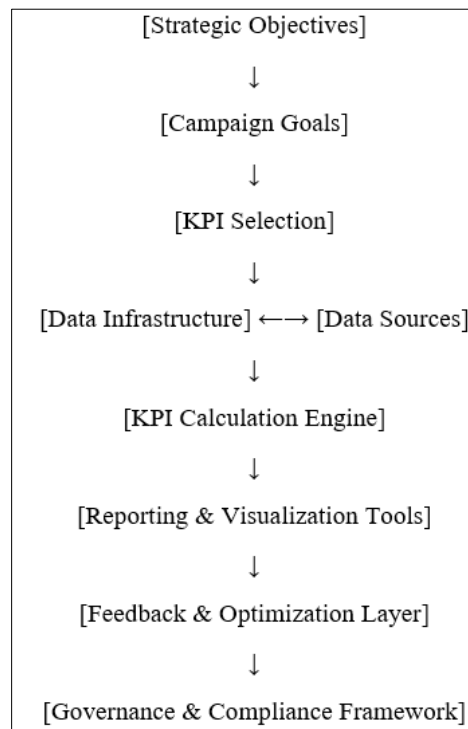 [Strategic Objectives]
↓
[Campaign Goals]
↓
[KPI Selection]
↓
[Data Infrastructure] ←→ [Data Sources]
↓
[KPI Calculation Engine]
↓
[Reporting & Visualization Tools]
↓
[Feedback & Optimization Layer]
↓
[Governance & Compliance Framework]